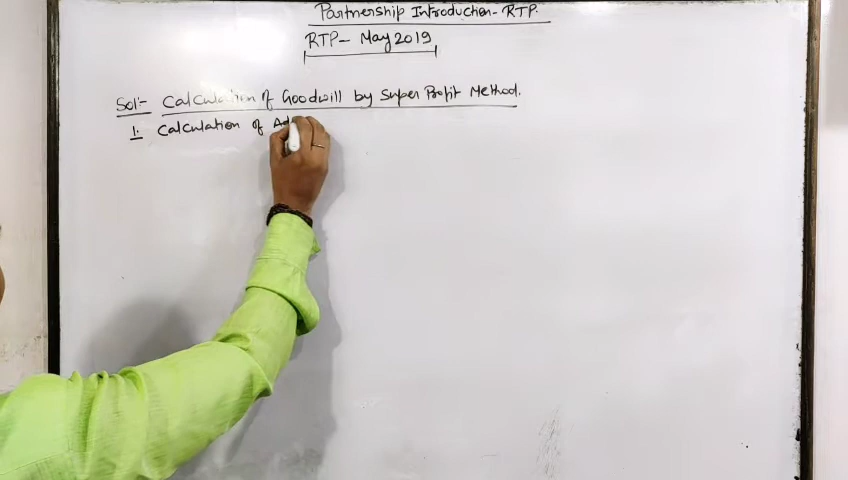 Partnership Introduction- RTP.
RTP- May 2019
Sol:- Calculation of Goodwill by Super Profit Method.
1. Calculation of Ad